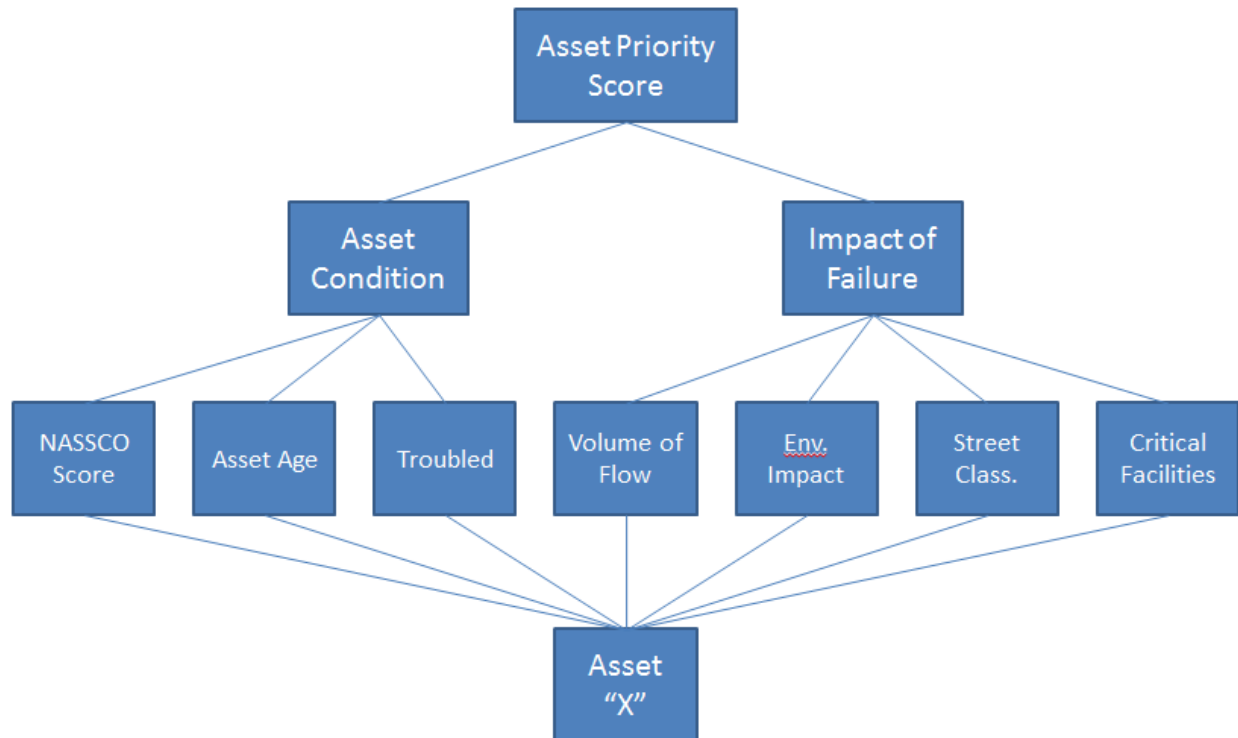 Asset Priority
Score
Asset
Condition
Impact of
Failure
NASSCO
Score
Asset Age
Troubled
Volume of
Flow
Env.
Impact
Street
Class.
Critical
Facilities
Asset
“X”